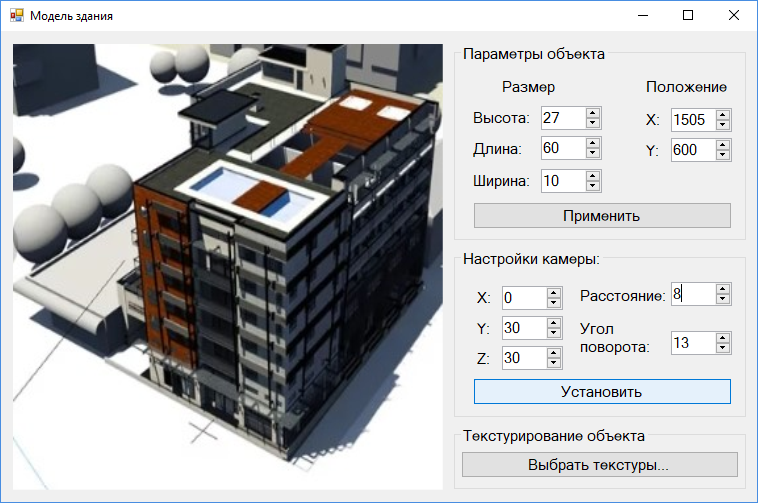 Модель здания
Параметры объекта
Размер
Положение
Высота: 27
X: 1505
Длина: 60
Y: 600
Ширина: 10
Применить
Настройки камеры:
X: 0
Расстояние: 8
Y: 30
Угол
поворота: 13
Z: 30
Установить
Текстурирование объекта
Выбрать текстуры...